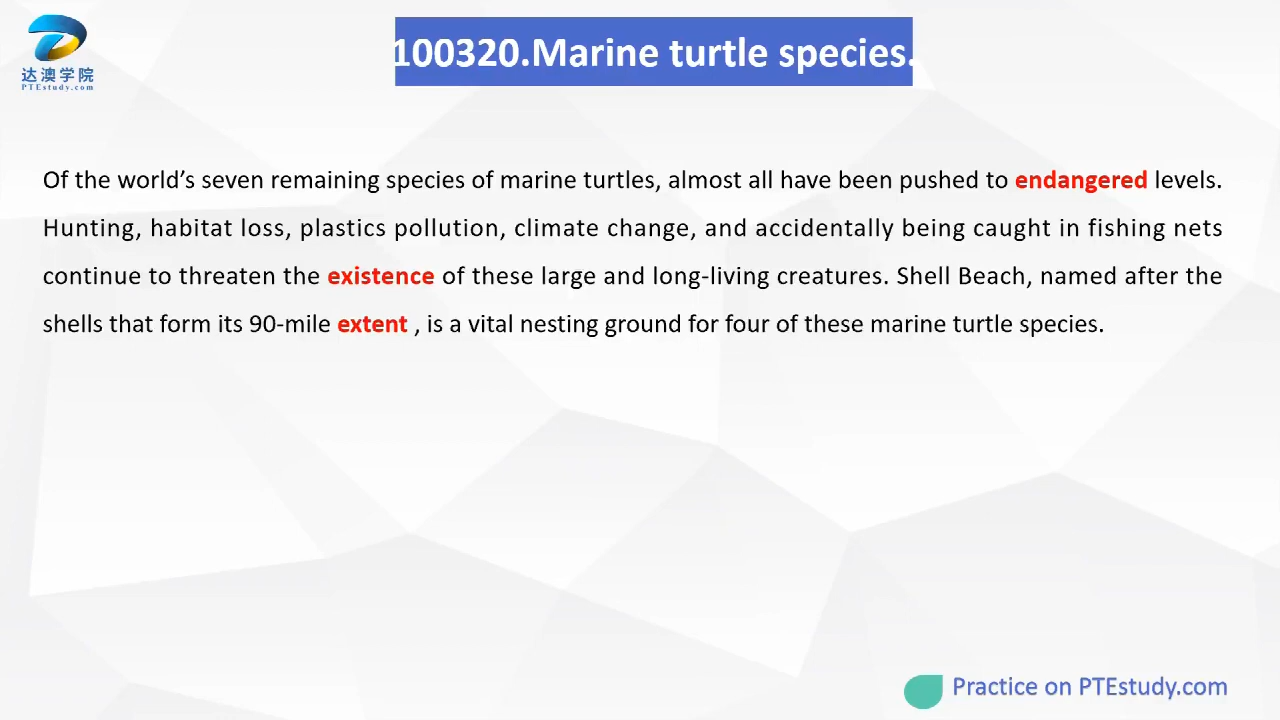 达澳学院
PTEstudy.com
100320.Marine turtle species.
Of the world’s seven remaining species of marine turtles, almost all have been pushed to endangered levels.
Hunting, habitat loss, plastics pollution, climate change, and accidentally being caught in fishing nets
continue to threaten the existence of these large and long-living creatures. Shell Beach, named after the
shells that form its 90-mile extent , is a vital nesting ground for four of these marine turtle species.
Practice on PTEstudy.com